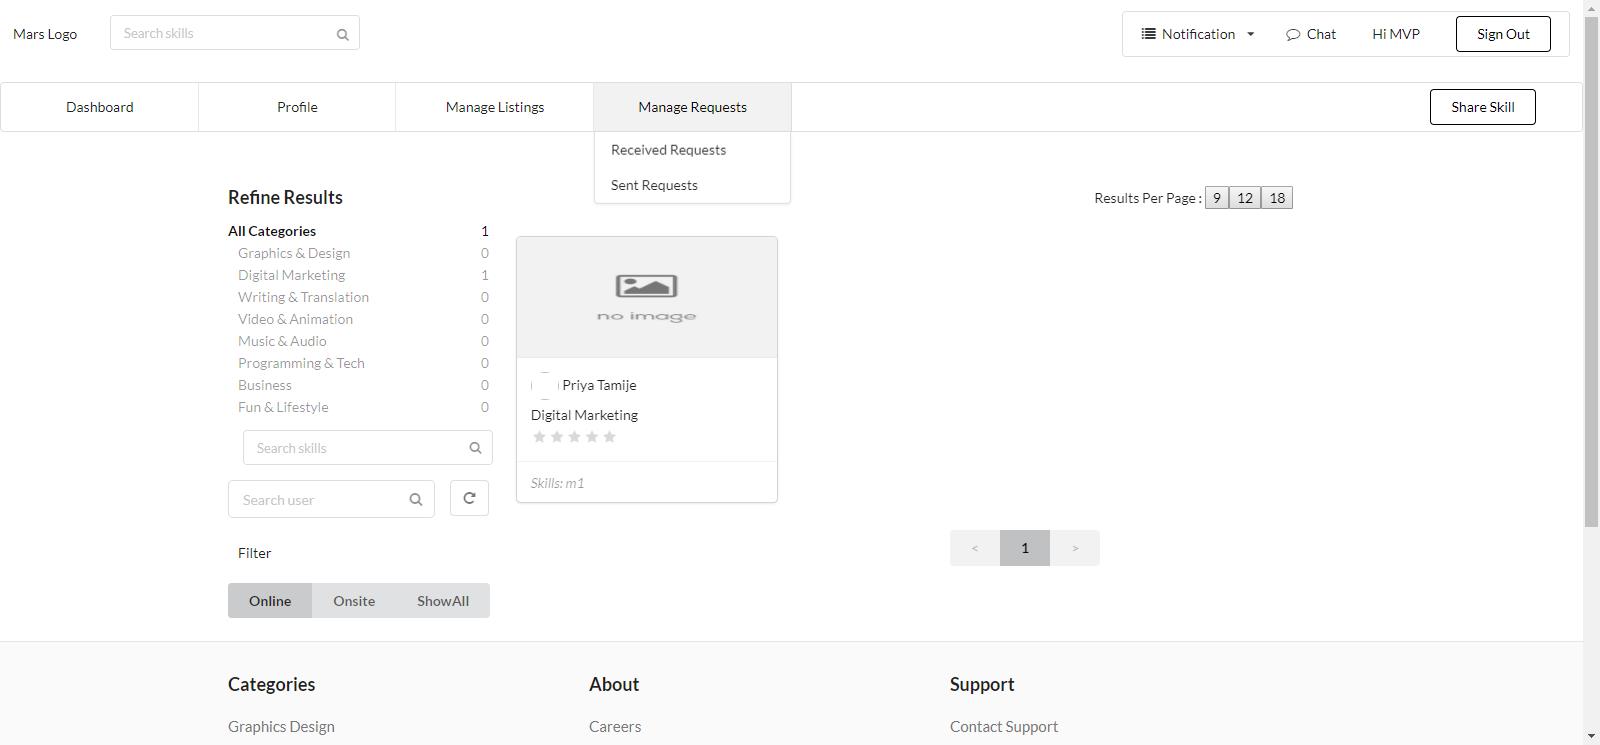 Mars Logo
Search skills
Notification
Chat
Hi MVP
Sign Out
Dashboard
Profile
Manage Listings
Manage Requests
Share Skill
Received Requests
Sent Requests
Refine Results
Results Per Page : 9 12 18
All Categories 1
Graphics & Design 0
Digital Marketing 1
Writing & Translation 0
Video & Animation 0
Music & Audio 0
Programming & Tech 0
Business 0
Fun & Lifestyle 0
Search skills
Search user
Filter
Online Onsite ShowAll
no image
Priya Tamije
Digital Marketing
Skills: m1
< 1 >
Categories
About
Support
Graphics Design
Careers
Contact Support